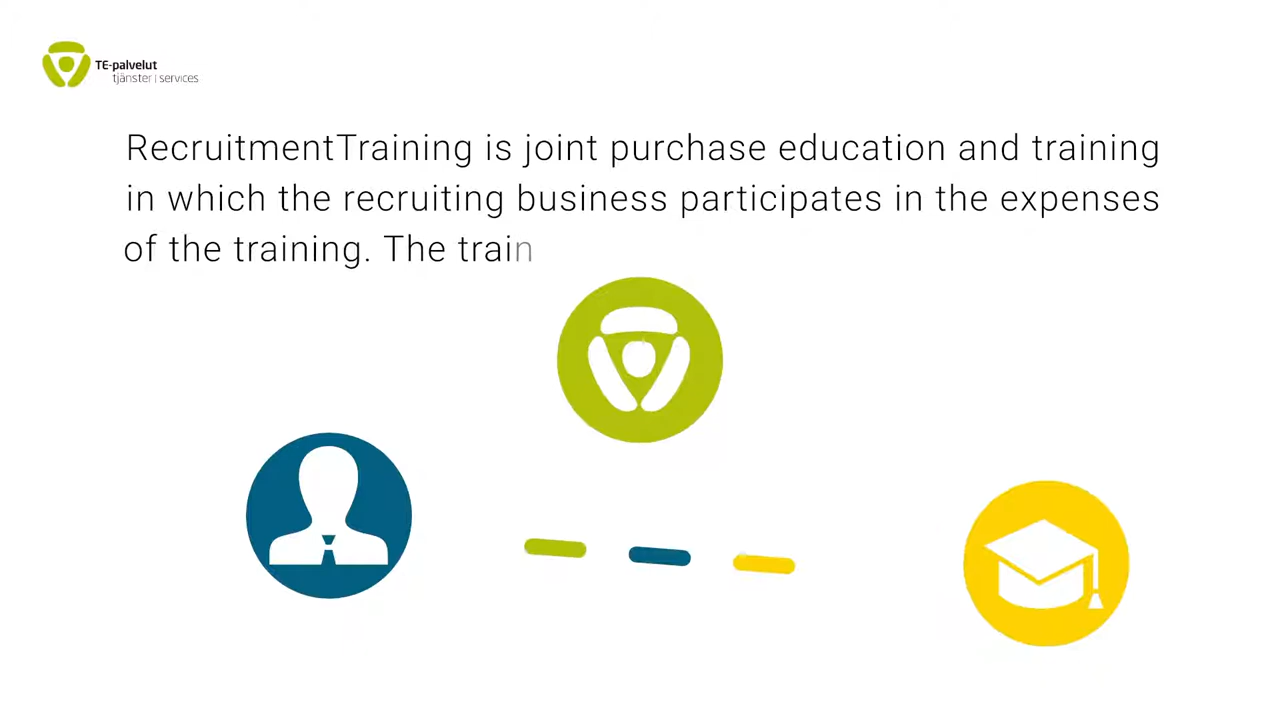 TE-palvelut
tjänster | services
RecruitmentTraining is joint purchase education and training
in which the recruiting business participates in the expenses
of the training. The train